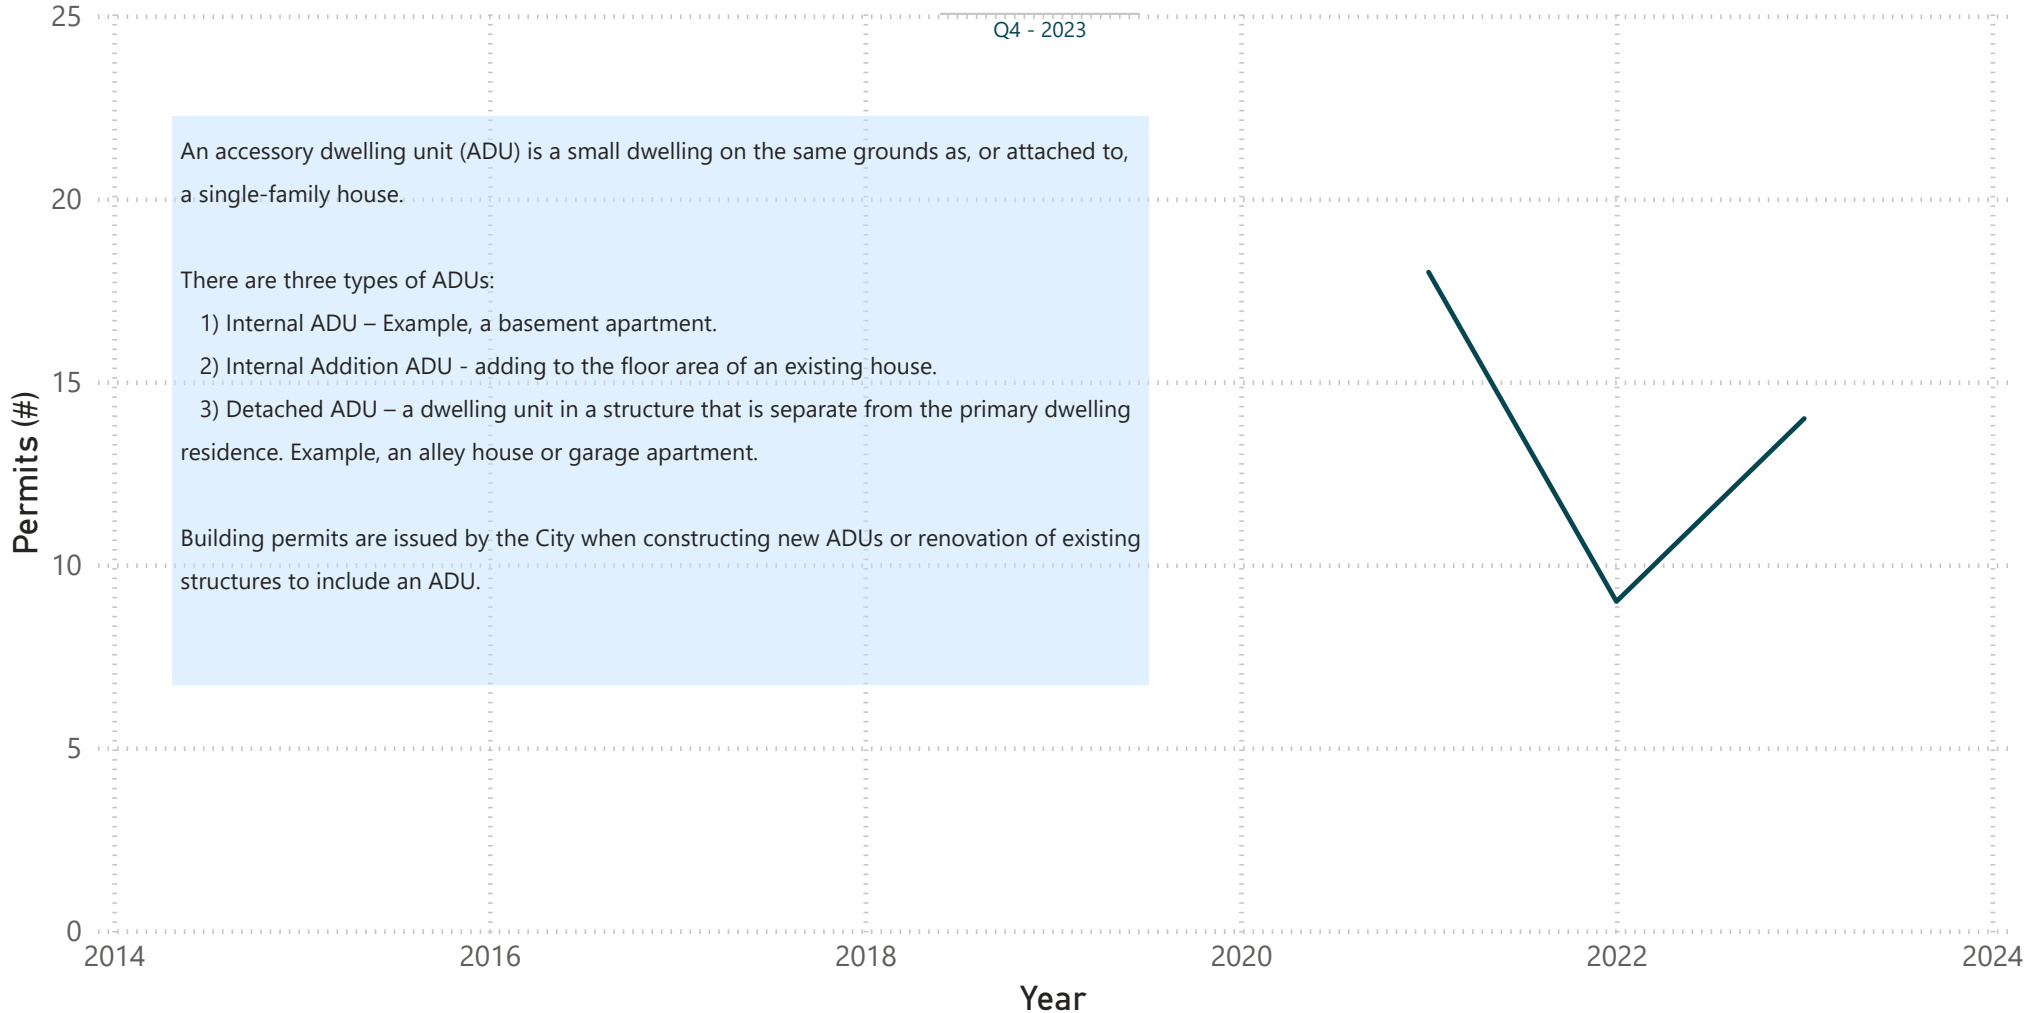 25
Q4 - 2023
An accessory dwelling unit (ADU) is a small dwelling on the same grounds as, or attached to,
a single-family house.
20
There are three types of ADUs:
1) Internal ADU – Example, a basement apartment.
2) Internal Addition ADU - adding to the floor area of an existing house.
15
3) Detached ADU – a dwelling unit in a structure that is separate from the primary dwelling
residence. Example, an alley house or garage apartment.
Permits (#)
Building permits are issued by the City when constructing new ADUs or renovation of existing
10
structures to include an ADU.
5
0
2014 2016 2018 2020 2022 2024
Year